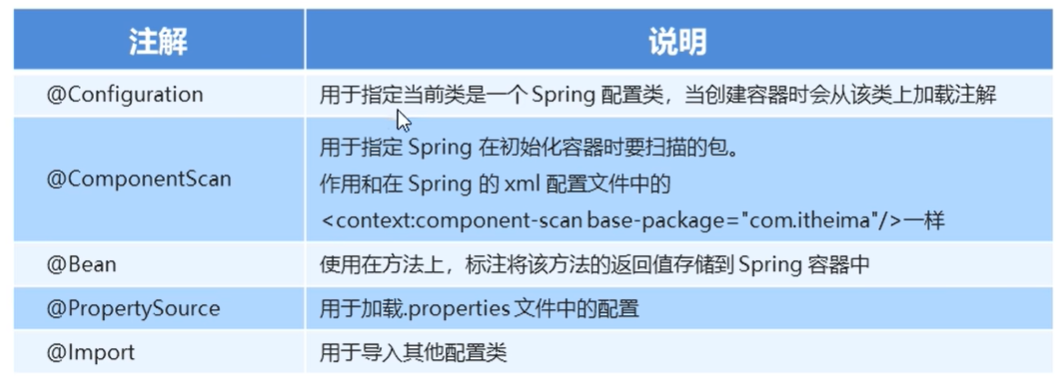 注解 说明
@Configuration 用于指定当前类是一个 Spring 配置类，当创建容器时会从该类上加载注解
@ComponentScan
用于指定 Spring 在初始化容器时要扫描的包。
作用和在 Spring 的 xml 配置文件中的
<context:component-scan base-package="com.itheima"/>一样
@Bean 使用在方法上，标注将该方法的返回值存储到 Spring 容器中
@PropertySource 用于加载.properties 文件中的配置
@Import 用于导入其他配置类